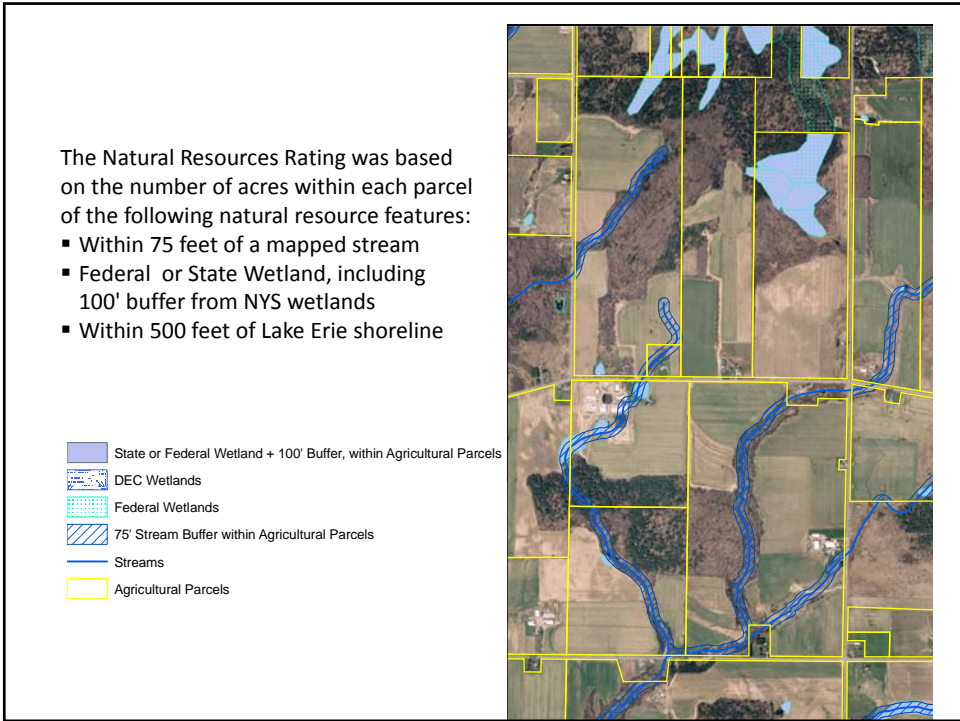 The Natural Resources Rating was based
on the number of acres within each parcel
of the following natural resource features:
▪ Within 75 feet of a mapped stream
▪ Federal or State Wetland, including
100' buffer from NYS wetlands
▪ Within 500 feet of Lake Erie shoreline
State or Federal Wetland + 100' Buffer, within Agricultural Parcels
DEC Wetlands
Federal Wetlands
75' Stream Buffer within Agricultural Parcels
Streams
Agricultural Parcels